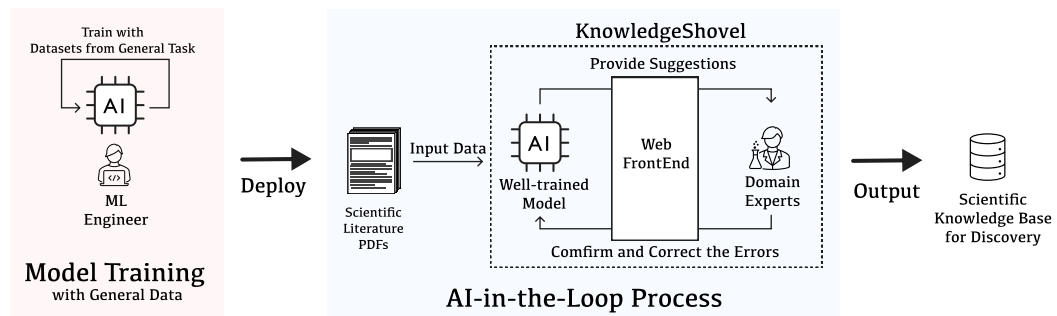 Train with
Datasets from General Task
AI
ML
Engineer
Model Training
with General Data
Deploy
Scientific
Literature
PDFs
Input Data
KnowledgeShovel
Provide Suggestions
AI
Well-trained
Model
Web
FrontEnd
Domain
Experts
Comfirm and Correct the Errors
AI-in-the-Loop Process
Output
Scientific
Knowledge Base
for Discovery